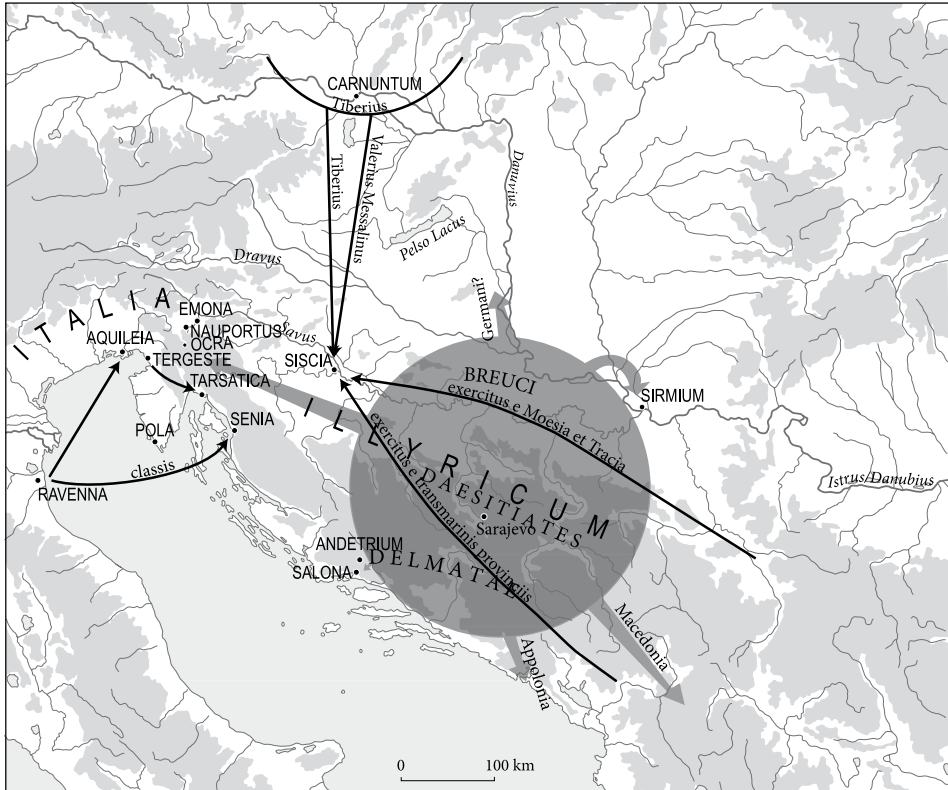 CARNUNTUM
Tiberius
Tiberius
Valerius Messalinus
Danuvius
Pelso Lacus
Dravus
Germani?
ITALIA
EMONA
NAUPORTUS
Savus
OCRA
AQUILEIA
TERGESTE
SISCIA
TARSATICA
BREUCI
SIRMIUM
exercitus e Moesia et Tracia
ILLYRICUM
SENIA
POLA
classis
exercitus e transmarinis provinciis
DAESITIATES
RAVENNA
Istrus/Danubius
Sarajevo
ANDETRIUM
DELMATAE
SALONA
Macedonia
Appolonia
0 100 km